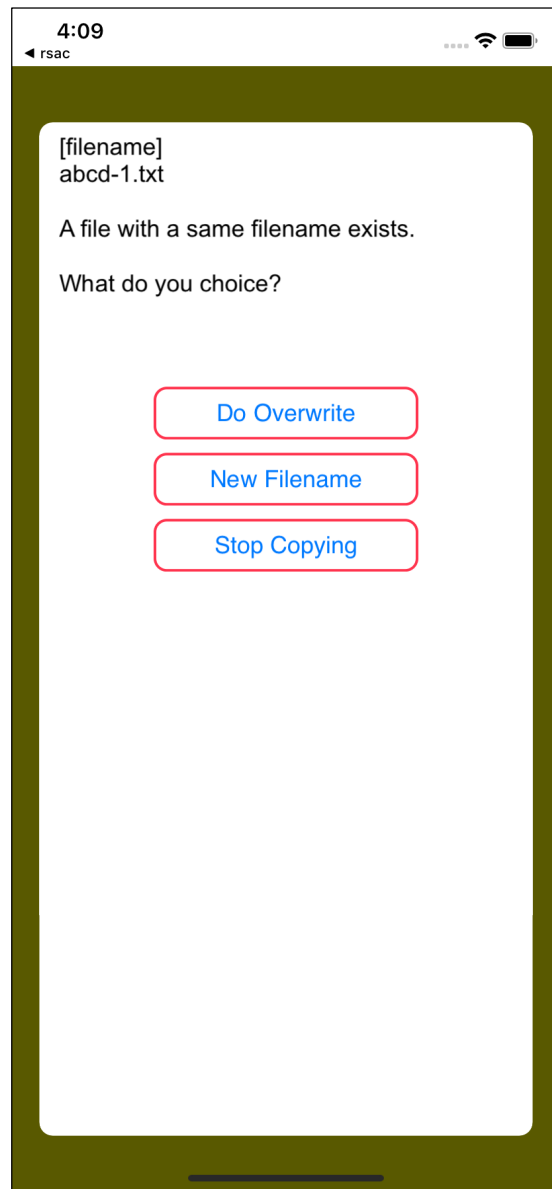 4:09
◀ rsac
[filename]
abcd-1.txt
A file with a same filename exists.
What do you choice?
Do Overwrite
New Filename
Stop Copying